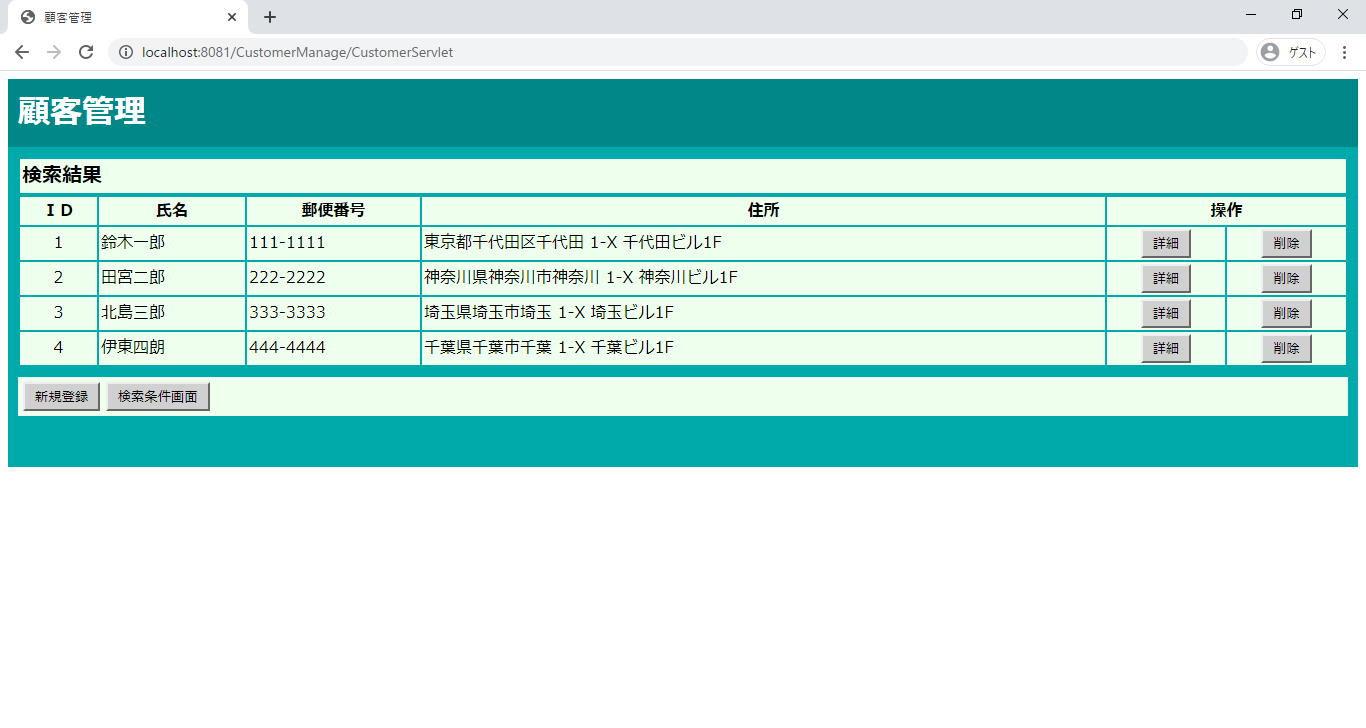 顧客管理
localhost:8081/CustomerManage/CustomerServlet
ゲスト
顧客管理
検索結果
ＩＤ 氏名 郵便番号 住所 操作
1 鈴木一郎 111-1111 東京都千代田区千代田 1-X 千代田ビル1F 詳細 削除
2 田宮二郎 222-2222 神奈川県神奈川市神奈川 1-X 神奈川ビル1F 詳細 削除
3 北島三郎 333-3333 埼玉県埼玉市埼玉 1-X 埼玉ビル1F 詳細 削除
4 伊東四朗 444-4444 千葉県千葉市千葉 1-X 千葉ビル1F 詳細 削除
新規登録 検索条件画面